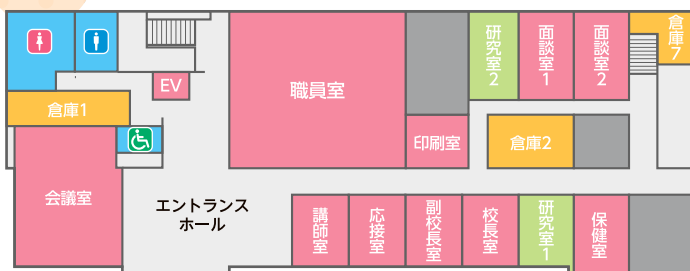 研究室2
面談室1
面談室2
倉庫7
EV
職員室
倉庫1
印刷室
倉庫2
会議室
エントランス
ホール
講師室
応接室
副校長室
校長室
研究室1
保健室